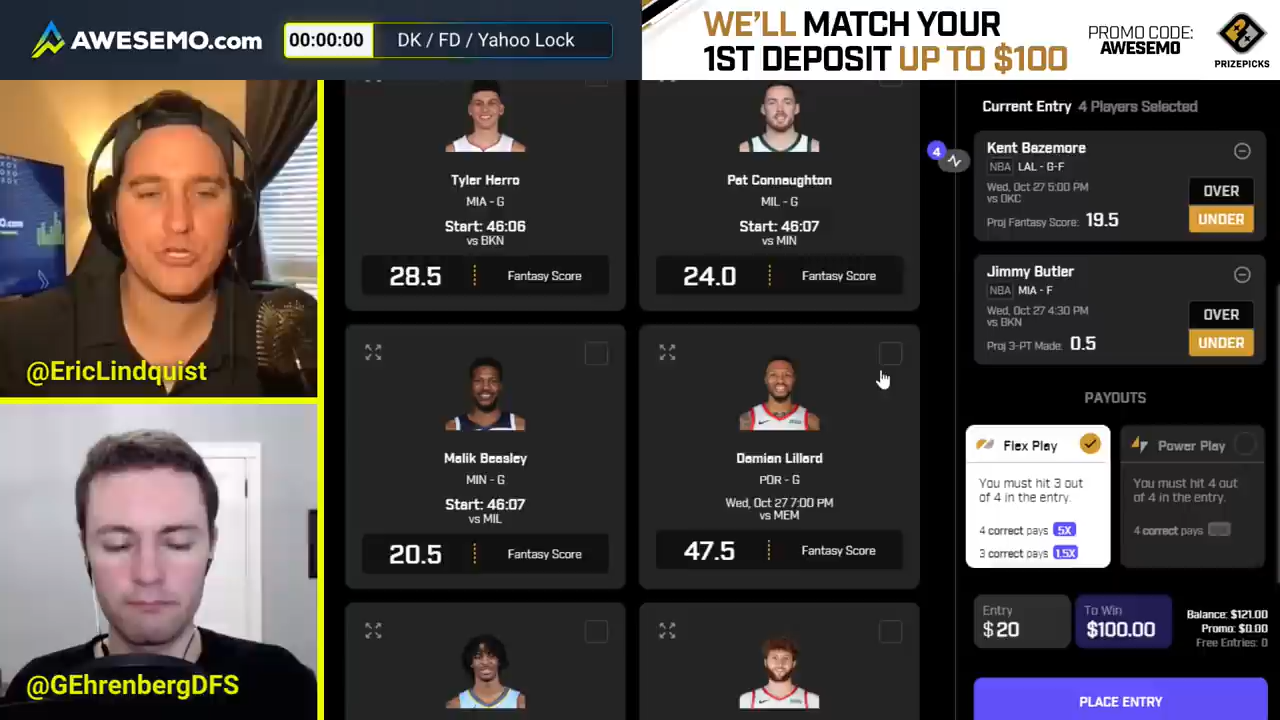 AWESEMO.com
00:00:00
DK / FD / Yahoo Lock
WE'LL MATCH YOUR
1ST DEPOSIT UP TO $100
PROMO CODE:
AWESEMO
PRIZEPICKS
@EricLindquist
@GEhrenbergDFS
Tyler Herro
MIA - G
Start: 46:06
vs BKN
28.5
Fantasy Score
Pat Connaughton
MIL - G
Start: 46:07
vs MIN
24.0
Fantasy Score
Malik Beasley
MIN - G
Start: 46:07
vs MIL
20.5
Fantasy Score
Damian Lillard
POR - G
Wed, Oct 27 7:00 PM
vs MEM
47.5
Fantasy Score
Current Entry 4 Players Selected
4
Kent Bazemore
NBA LAL - G-F
Wed, Oct 27 5:00 PM
vs OKC
Proj Fantasy Score: 19.5
OVER
UNDER
Jimmy Butler
NBA MIA - F
Wed, Oct 27 4:30 PM
vs BKN
Proj 3-PT Made: 0.5
OVER
UNDER
PAYOUTS
Flex Play
You must hit 3 out
of 4 in the entry.
4 correct pays 5X
3 correct pays 1.5X
Power Play
You must hit 4 out
of 4 in the entry.
4 correct pays
Entry
$ 20
To Win
$100.00
Balance: $121.00
Promo: $0.00
Free Entries: 0
PLACE ENTRY